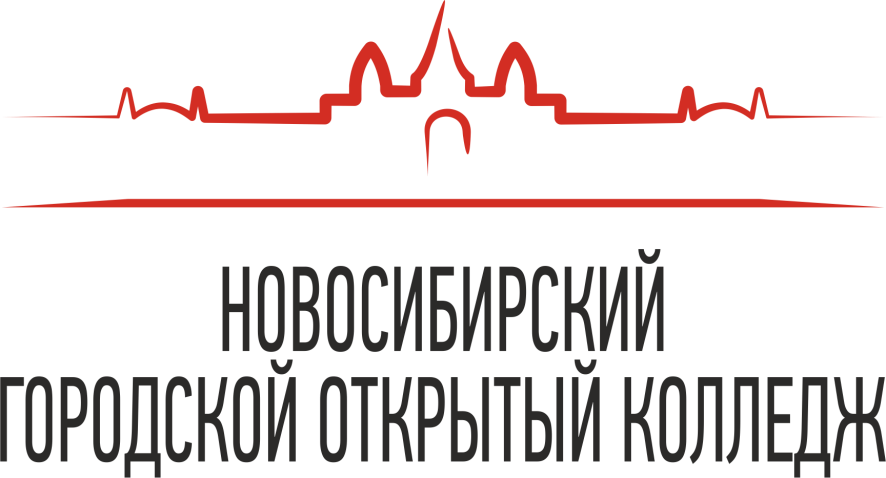 НОВОСИБИРСКИЙ
ГОРОДСКОЙ ОТКРЫТЫЙ КОЛЛЕДЖ